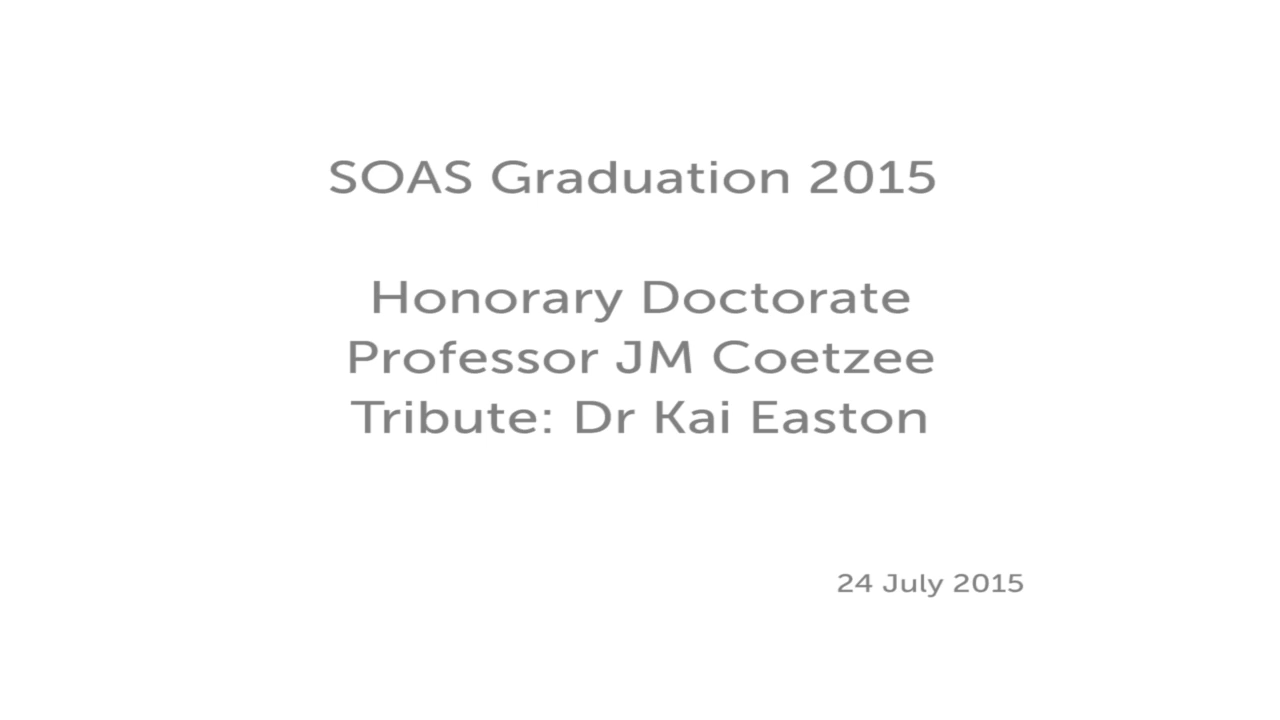 SOAS Graduation 2015
Honorary Doctorate
Professor JM Coetzee
Tribute: Dr Kai Easton
24 July 2015